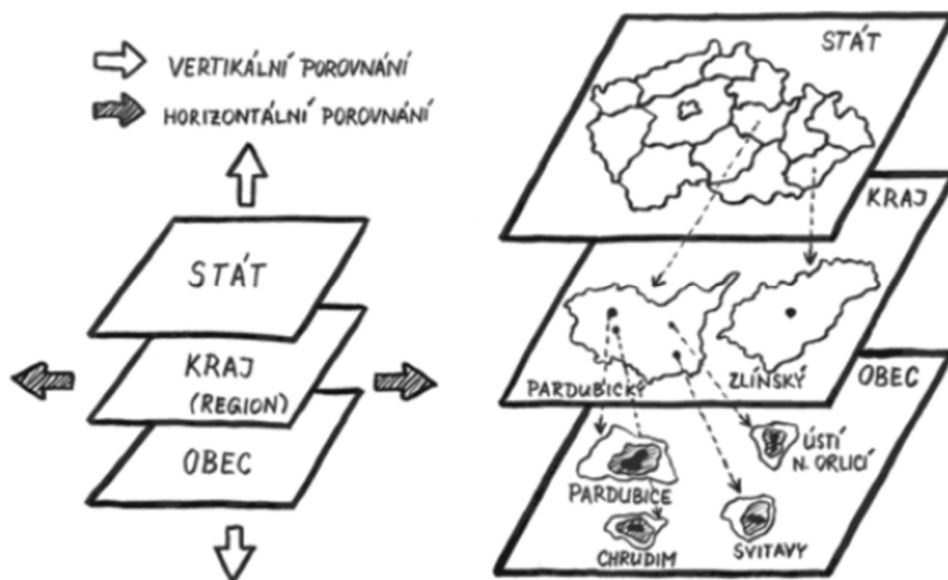 VERTIKÁLNÍ POROVNÁNÍ
HORIZONTÁLNÍ POROVNÁNÍ
STÁT
KRAJ
(REGION)
OBEC
STÁT
KRAJ
PARDUBICKÝ
ZLÍNSKÝ
OBEC
ÚSTÍ
N. ORLICÍ
PARDUBICE
CHRUDIM
SVITAVY